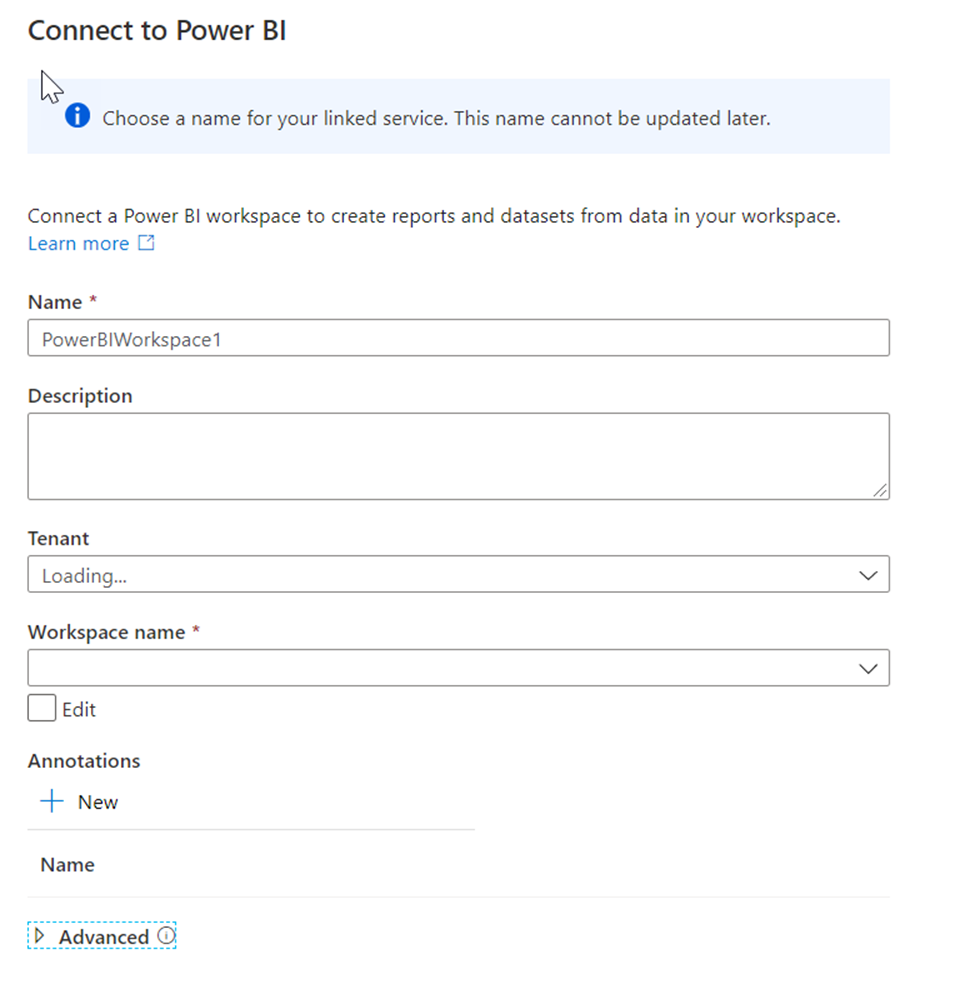 Connect to Power BI
Choose a name for your linked service. This name cannot be updated later.
Connect a Power BI workspace to create reports and datasets from data in your workspace.
Learn more
Name *
PowerBIWorkspace1
Description
Tenant
Loading...
Workspace name *
Edit
Annotations
New
Name
Advanced